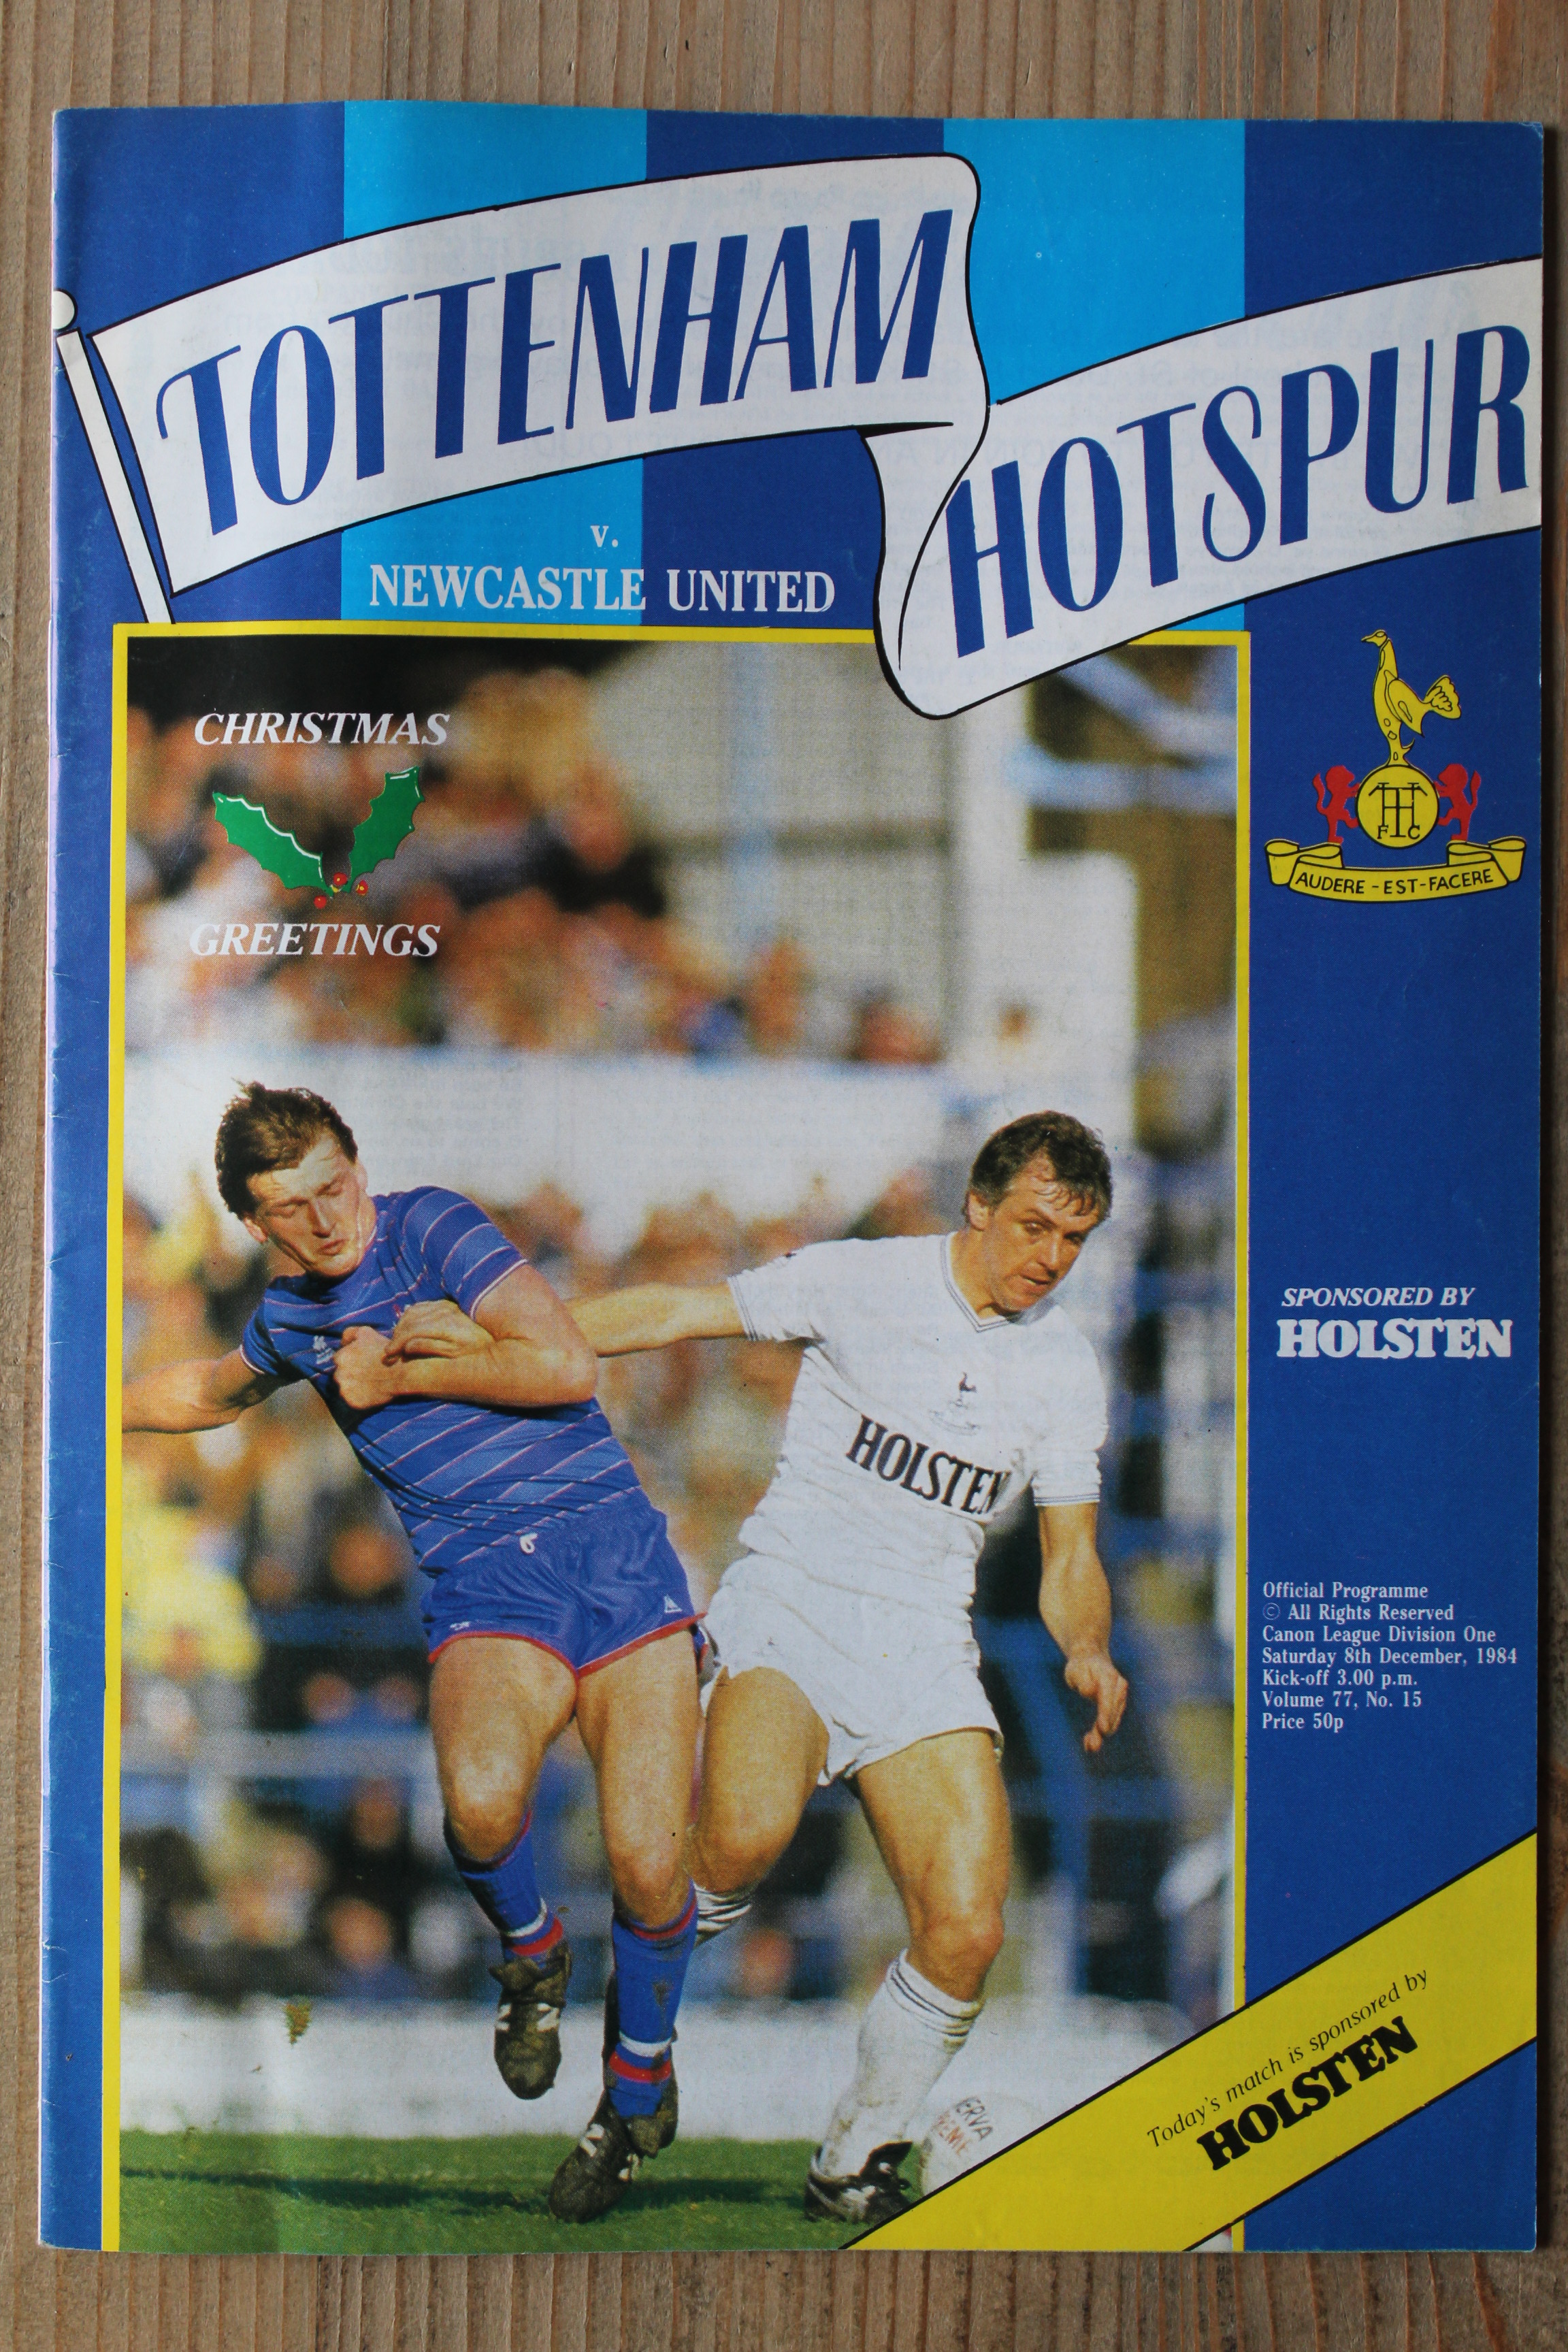 TOTTENHAM
HOTSPUR
v.
NEWCASTLE UNITED
CHRISTMAS
GREETINGS
THFC
AUDERE-EST-FACERE
SPONSORED BY
HOLSTEN
HOLSTEN
Official Programme
© All Rights Reserved
Canon League Division One
Saturday 8th December, 1984
Kick-off 3.00 p.m.
Volume 77, No. 15
Price 50p
Today's match is sponsored by
HOLSTEN